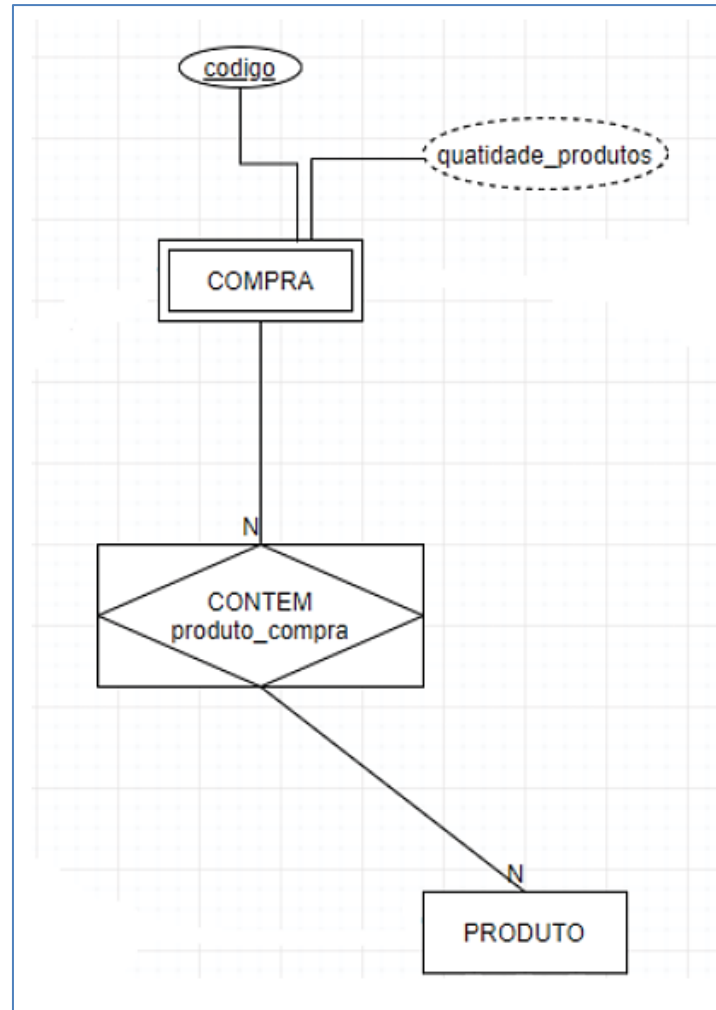 codigo
quatidade_produtos
COMPRA
N
CONTEM
produto_compra
N
PRODUTO